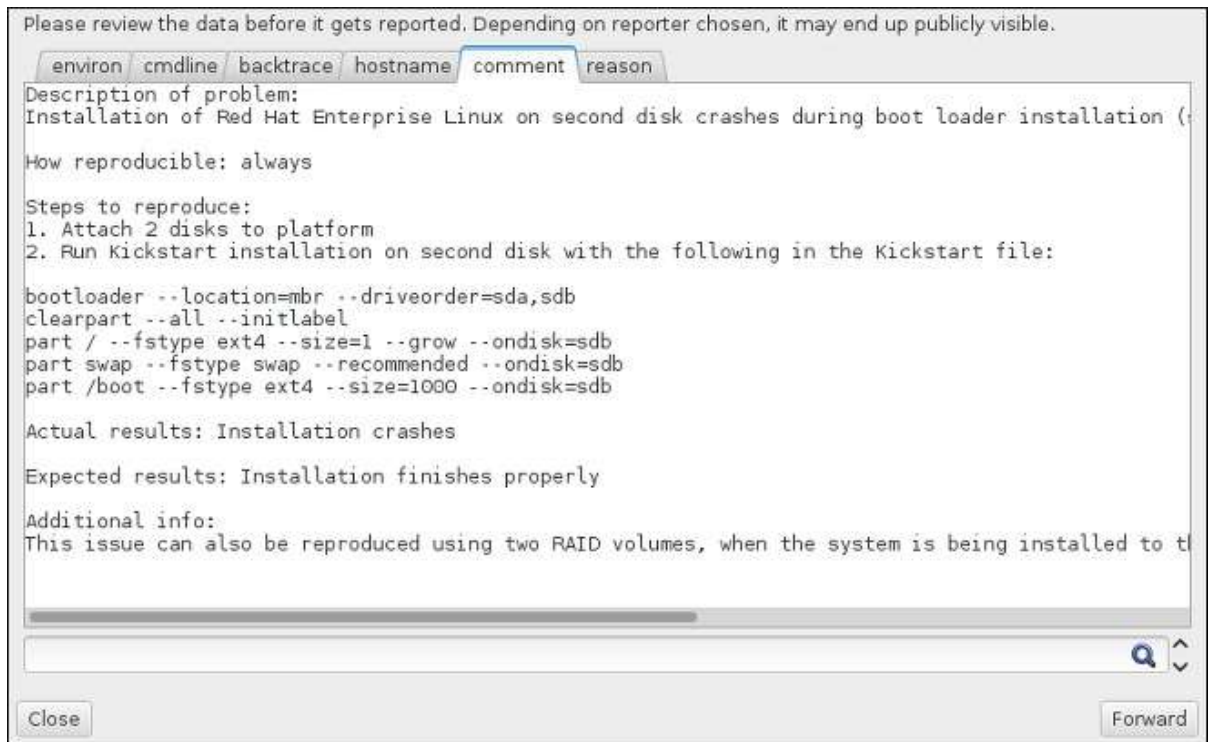 Please review the data before it gets reported. Depending on reporter chosen, it may end up publicly visible.
environ cmdline backtrace hostname comment reason
Description of problem:
Installation of Red Hat Enterprise Linux on second disk crashes during boot loader installation (
How reproducible: always
Steps to reproduce:
1. Attach 2 disks to platform
2. Run Kickstart installation on second disk with the following in the Kickstart file:
bootloader --location=mbr --driveorder=sda,sdb
clearpart --all --initlabel
part / --fstype ext4 --size=1 --grow --ondisk=sdb
part swap --fstype swap --recommended --ondisk=sdb
part /boot --fstype ext4 --size=1000 --ondisk=sdb
Actual results: Installation crashes
Expected results: Installation finishes properly
Additional info:
This issue can also be reproduced using two RAID volumes, when the system is being installed to
Close Forward